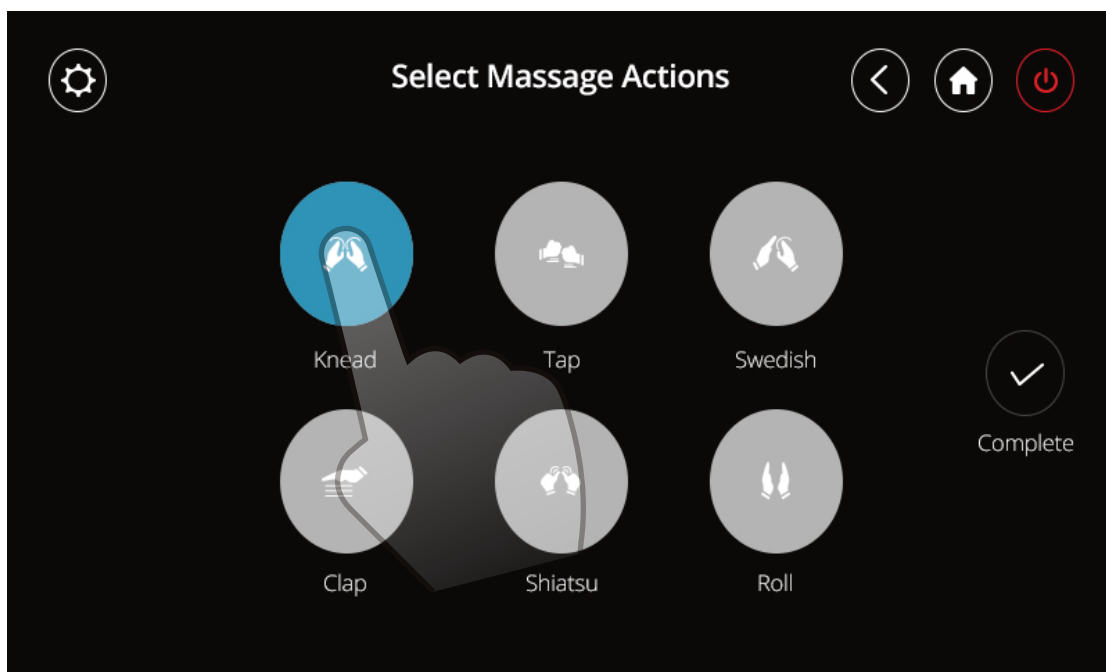 Select Massage Actions
Knead
Tap
Swedish
Complete
Clap
Shiatsu
Roll